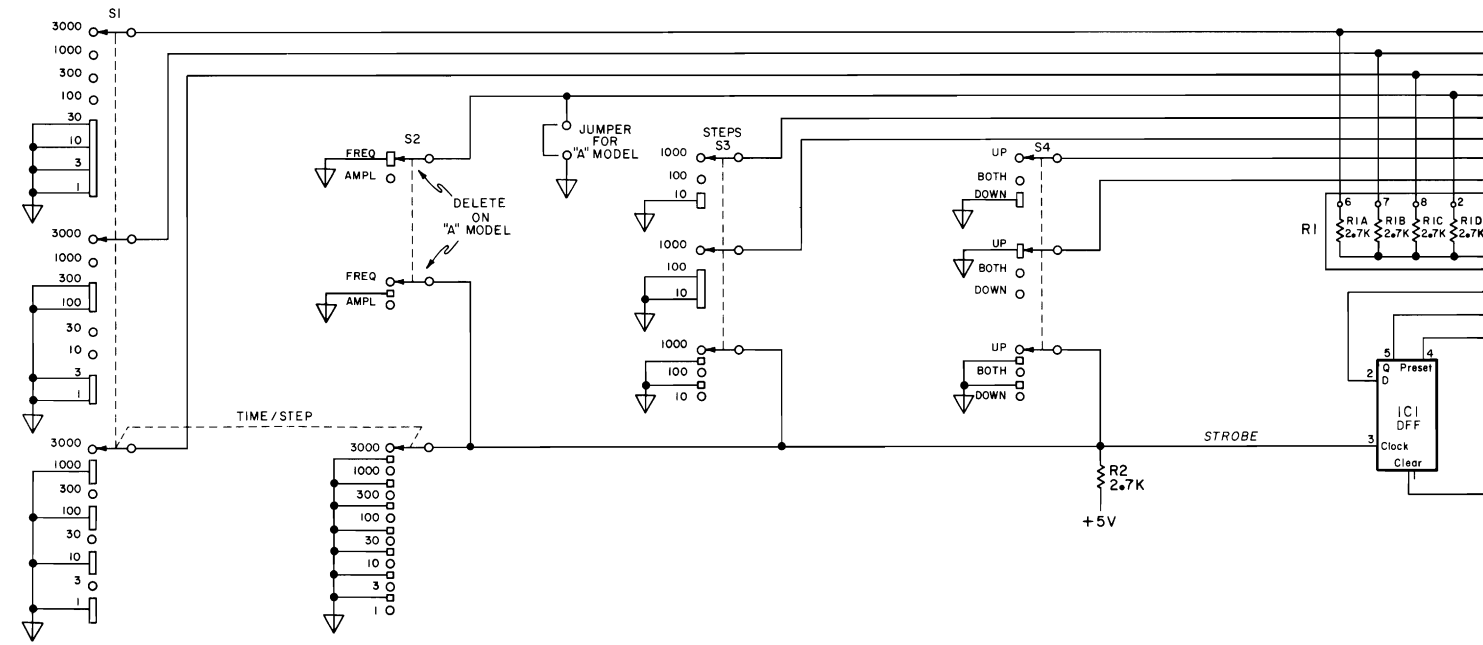 S1
3000
1000
300
100
30
10
3
1
3000
1000
300
100
30
10
3
1
3000
1000
300
100
30
10
3
1
TIME/STEP
S2
FREQ
AMPL
DELETE
ON
"A" MODEL
FREQ
AMPL
3000
1000
300
100
30
10
3
1
JUMPER
FOR
"A" MODEL
STEPS
S3
1000
100
10
1000
100
10
1000
100
10
S4
UP
BOTH
DOWN
UP
BOTH
DOWN
UP
BOTH
DOWN
STROBE
R2
2.7K
+5V
R1
6 7 8 2
R1A R1B R1C R1D
2.7K 2.7K 2.7K 2.7K
5 4
Q Preset
2
D
IC1
DFF
3
Clock
Clear
1